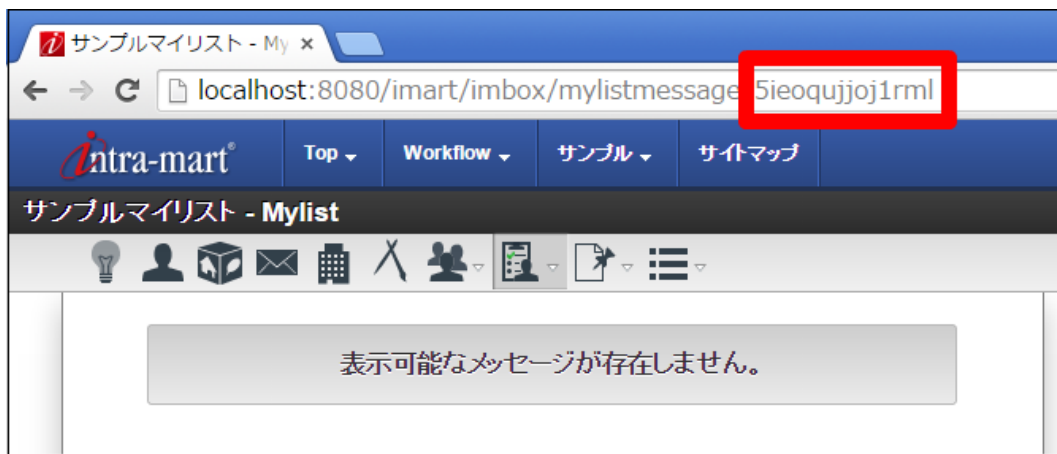 サンプルマイリスト - My ×
localhost:8080/imart/imbox/mylistmessage/5ieoqujjoj1rml
intra-mart® Top Workflow サンプル サイトマップ
サンプルマイリスト - Mylist
表示可能なメッセージが存在しません。